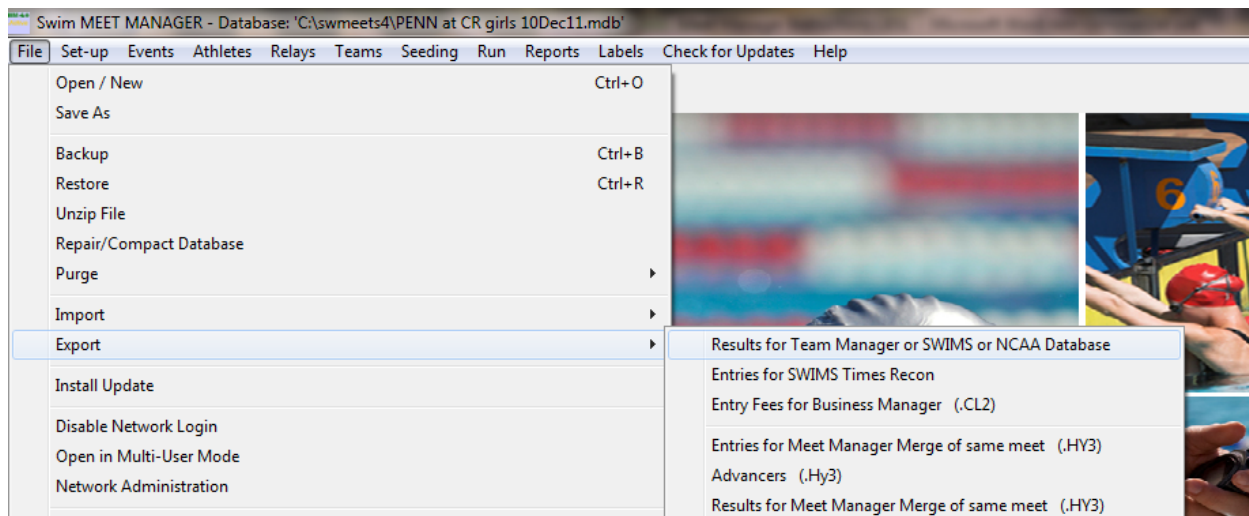 Swim MEET MANAGER - Database: 'C:\swmeets4\PENN at CR girls 10Dec11.mdb'
File Set-up Events Athletes Relays Teams Seeding Run Reports Labels Check for Updates Help
Open / New Ctrl+O
Save As
Backup Ctrl+B
Restore Ctrl+R
Unzip File
Repair/Compact Database
Purge
Import
Export
Results for Team Manager or SWIMS or NCAA Database
Install Update
Entries for SWIMS Times Recon
Entry Fees for Business Manager (.CL2)
Disable Network Login
Entries for Meet Manager Merge of same meet (.HY3)
Open in Multi-User Mode
Advancers (.Hy3)
Network Administration
Results for Meet Manager Merge of same meet (.HY3)
6